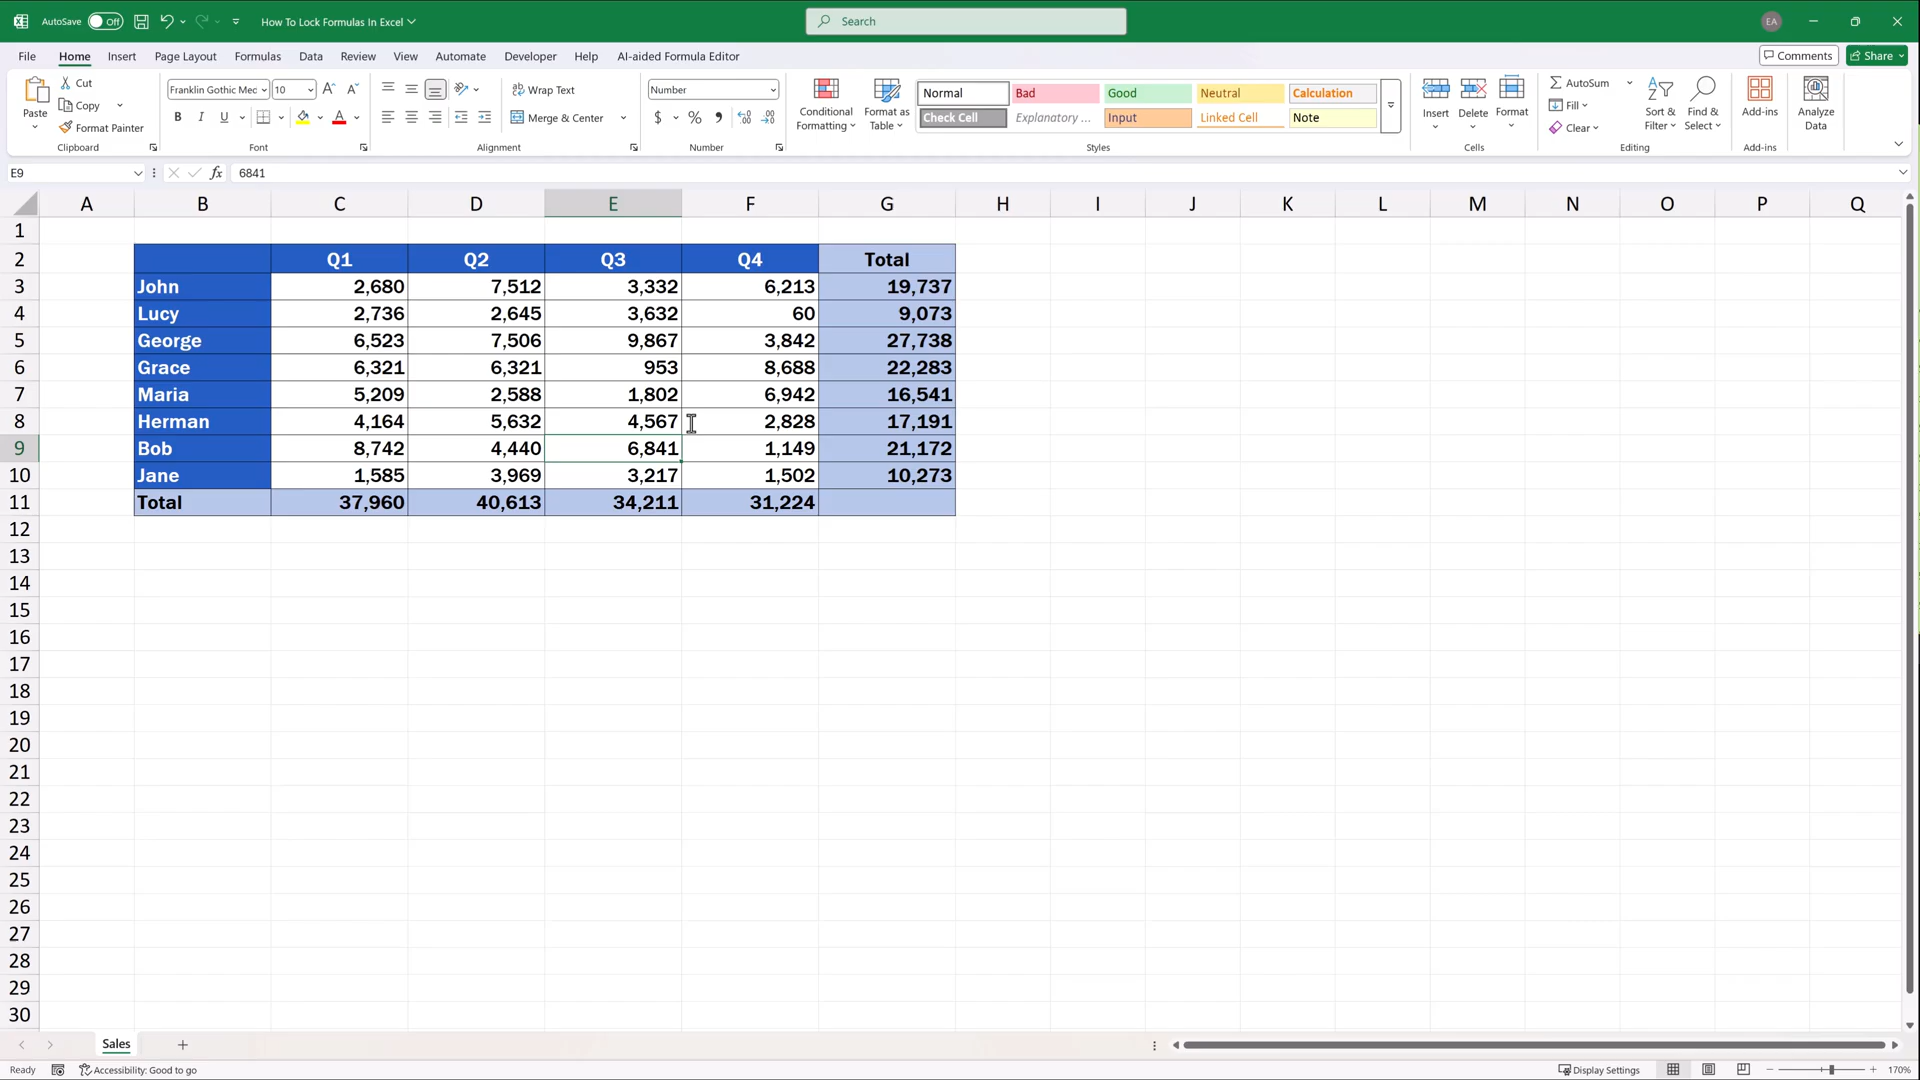 AutoSave Off How To Lock Formulas In Excel Search EA
File Home Insert Page Layout Formulas Data Review View Automate Developer Help AI-aided Formula Editor Comments Share
Paste Cut Copy Format Painter Clipboard
Franklin Gothic Mec 10 B I U A Font
Wrap Text Merge & Center Alignment
Number $ % , Number
Conditional Formatting Format as Table
Normal Bad Good Neutral Calculation
Check Cell Explanatory ... Input Linked Cell Note
Styles
Insert Delete Format Cells
AutoSum Fill Clear Sort & Filter Find & Select Editing
Add-ins Add-ins
Analyze Data
E9 fx 6841
A B C D E F G H I J K L M N O P Q
1
2 Q1 Q2 Q3 Q4 Total
3 John 2,680 7,512 3,332 6,213 19,737
4 Lucy 2,736 2,645 3,632 60 9,073
5 George 6,523 7,506 9,867 3,842 27,738
6 Grace 6,321 6,321 953 8,688 22,283
7 Maria 5,209 2,588 1,802 6,942 16,541
8 Herman 4,164 5,632 4,567 2,828 17,191
9 Bob 8,742 4,440 6,841 1,149 21,172
10 Jane 1,585 3,969 3,217 1,502 10,273
11 Total 37,960 40,613 34,211 31,224
12
13
14
15
16
17
18
19
20
21
22
23
24
25
26
27
28
29
30
Sales
Ready Accessibility: Good to go Display Settings 170%